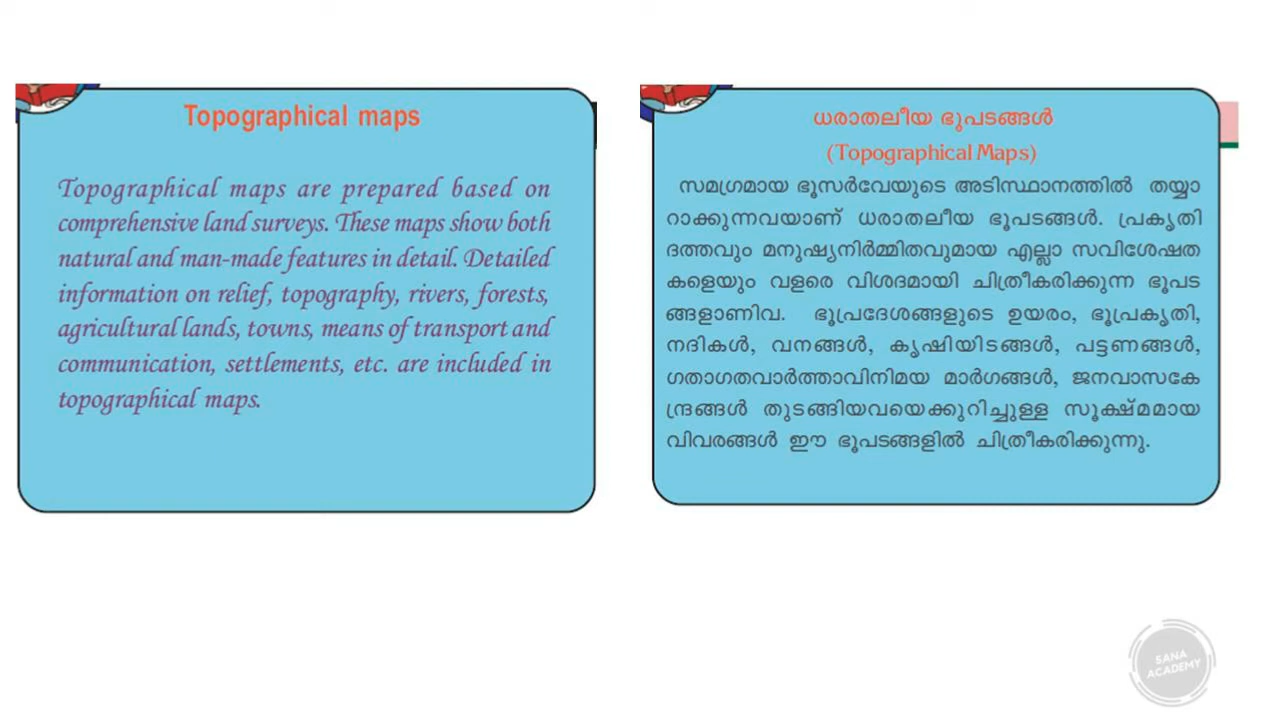 Topographical maps
Topographical maps are prepared based on
comprehensive land surveys. These maps show both
natural and man-made features in detail. Detailed
information on relief, topography, rivers, forests,
agricultural lands, towns, means of transport and
communication, settlements, etc. are included in
topographical maps.
ധരാതലീയ ഭൂപടങ്ങൾ
(Topographical Maps)
സമഗ്രമായ ഭൂസർവേയുടെ അടിസ്ഥാനത്തിൽ തയ്യാ
റാക്കുന്നവയാണ് ധരാതലീയ ഭൂപടങ്ങൾ. പ്രകൃതി
ദത്തവും മനുഷ്യനിർമ്മിതവുമായ എല്ലാ സവിശേഷത
കളെയും വളരെ വിശദമായി ചിത്രീകരിക്കുന്ന ഭൂപട
ങ്ങളാണിവ. ഭൂപ്രദേശങ്ങളുടെ ഉയരം, ഭൂപ്രകൃതി,
നദികൾ, വനങ്ങൾ, കൃഷിയിടങ്ങൾ, പട്ടണങ്ങൾ,
ഗതാഗതവാർത്താവിനിമയ മാർഗങ്ങൾ, ജനവാസകേ
ന്ദ്രങ്ങൾ തുടങ്ങിയവയെക്കുറിച്ചുള്ള സൂക്ഷ്മമായ
വിവരങ്ങൾ ഈ ഭൂപടങ്ങളിൽ ചിത്രീകരിക്കുന്നു.
SANA
ACADEMY